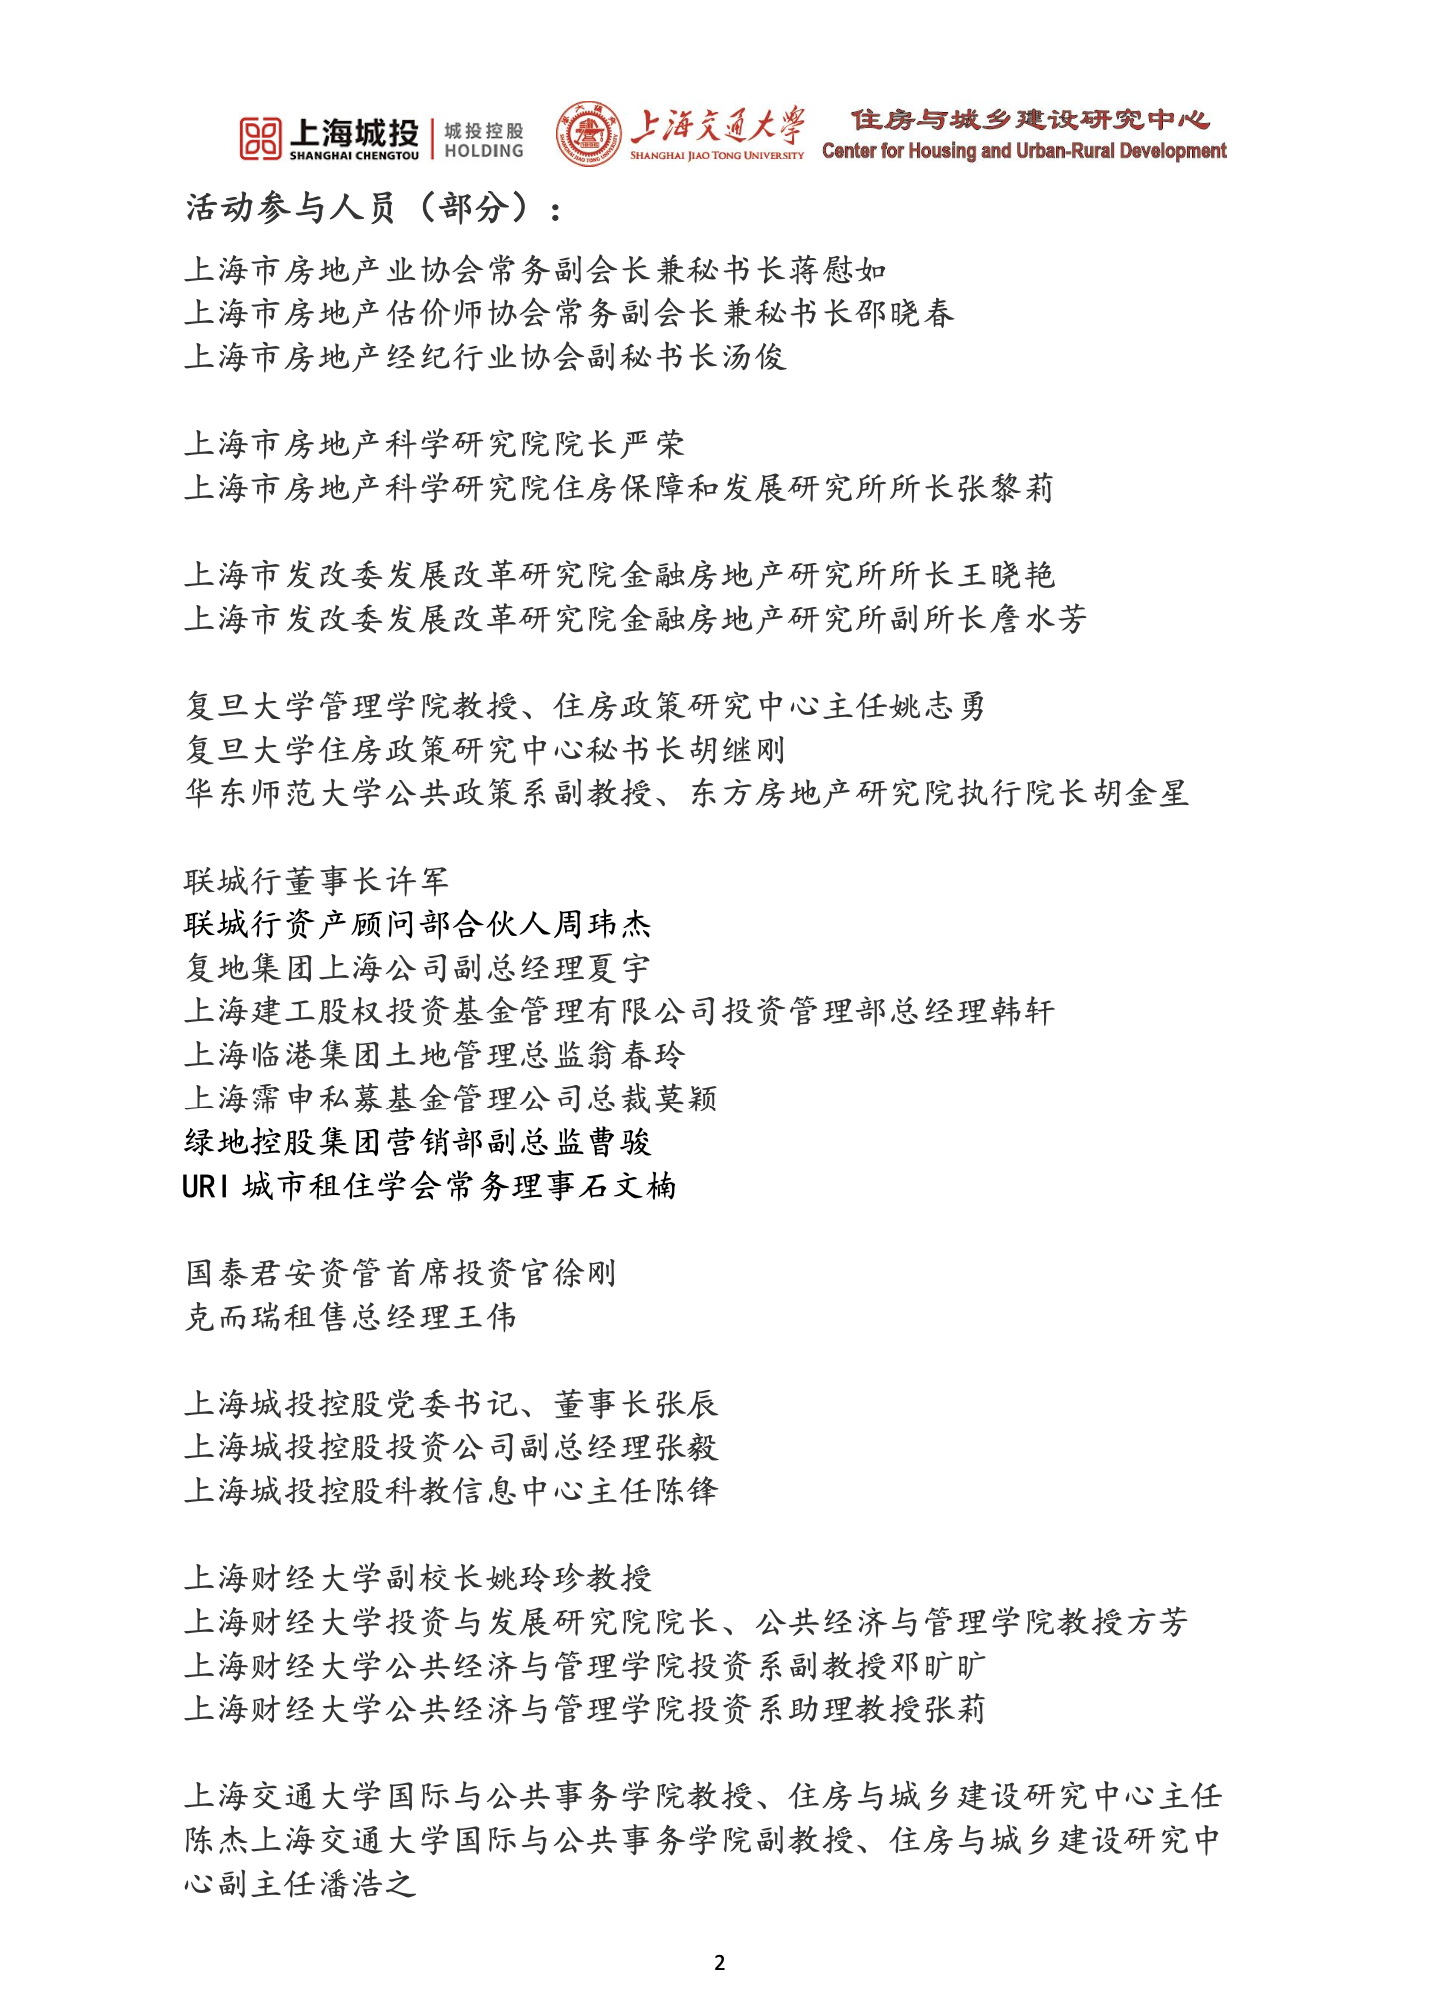 上海城投 城投控股
SHANGHAI CHENGTOU HOLDING
上海交通大学
SHANGHAI JIAO TONG UNIVERSITY
住房与城乡建设研究中心
Center for Housing and Urban-Rural Development
活动参与人员（部分）：
上海市房地产业协会常务副会长兼秘书长蒋慰如
上海市房地产估价师协会常务副会长兼秘书长邵晓春
上海市房地产经纪行业协会副秘书长汤俊
上海市房地产科学研究院院长严荣
上海市房地产科学研究院住房保障和发展研究所所长张黎莉
上海市发改委发展改革研究院金融房地产研究所所长王晓艳
上海市发改委发展改革研究院金融房地产研究所副所长詹水芳
复旦大学管理学院教授、住房政策研究中心主任姚志勇
复旦大学住房政策研究中心秘书长胡继刚
华东师范大学公共政策系副教授、东方房地产研究院执行院长胡金星
联城行董事长许军
联城行资产顾问部合伙人周玮杰
复地集团上海公司副总经理夏宇
上海建工股权投资基金管理有限公司投资管理部总经理韩轩
上海临港集团土地管理总监翁春玲
上海霈申私募基金管理公司总裁莫颖
绿地控股集团营销部副总监曹骏
URI 城市租住学会常务理事石文楠
国泰君安资管首席投资官徐刚
克而瑞租售总经理王伟
上海城投控股党委书记、董事长张辰
上海城投控股投资公司副总经理张毅
上海城投控股科教信息中心主任陈锋
上海财经大学副校长姚玲珍教授
上海财经大学投资与发展研究院院长、公共经济与管理学院教授方芳
上海财经大学公共经济与管理学院投资系副教授邓旷旷
上海财经大学公共经济与管理学院投资系助理教授张莉
上海交通大学国际与公共事务学院教授、住房与城乡建设研究中心主任
陈杰上海交通大学国际与公共事务学院副教授、住房与城乡建设研究中
心副主任潘浩之
2